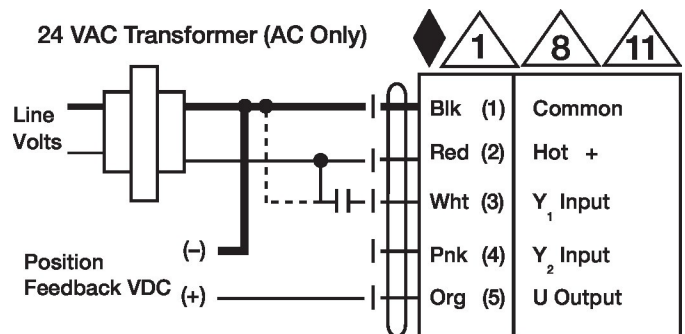 24 VAC Transformer (AC Only)
1 8 11
Line
Volts
Blk (1) Common
Red (2) Hot +
Wht (3) Y1 Input
Pnk (4) Y2 Input
Org (5) U Output
(–)
Position
Feedback VDC (+)